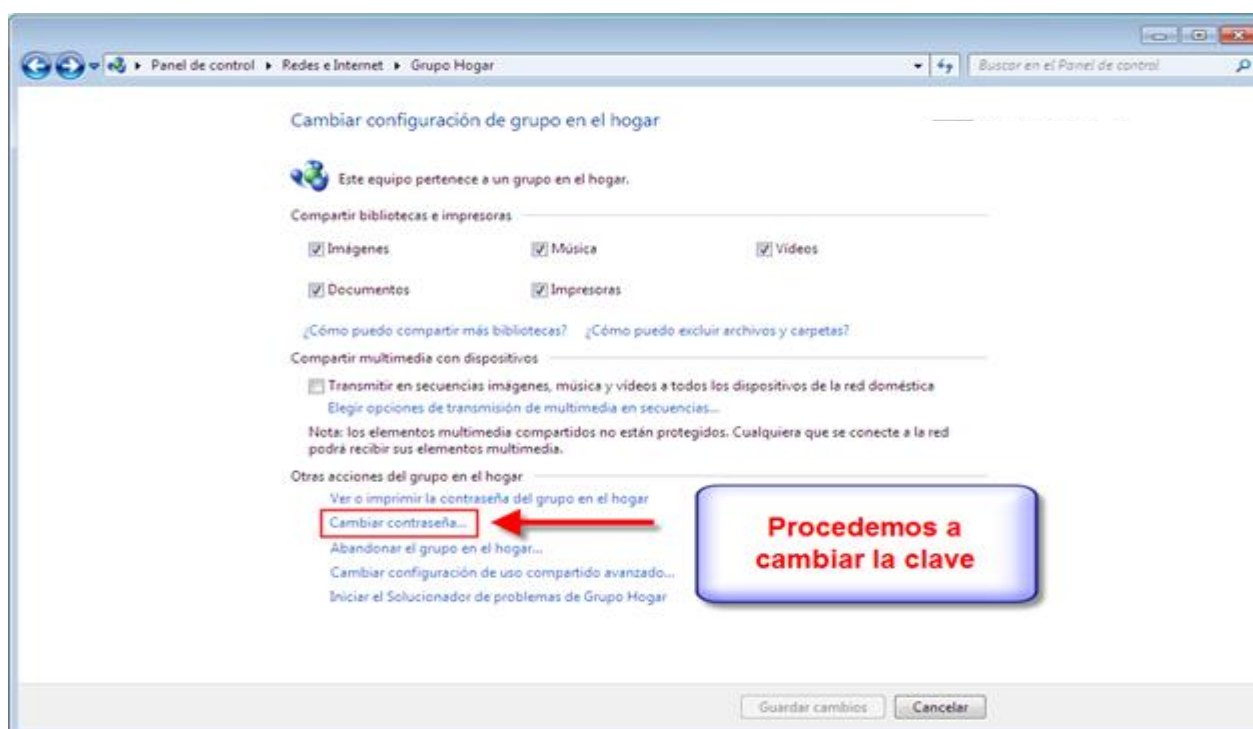 Panel de control ▸ Redes e Internet ▸ Grupo Hogar
Buscar en el Panel de control
Cambiar configuración de grupo en el hogar
Este equipo pertenece a un grupo en el hogar.
Compartir bibliotecas e impresoras
Imágenes Música Vídeos
Documentos Impresoras
¿Cómo puedo compartir más bibliotecas? ¿Cómo puedo excluir archivos y carpetas?
Compartir multimedia con dispositivos
Transmitir en secuencias imágenes, música y vídeos a todos los dispositivos de la red doméstica
Elegir opciones de transmisión de multimedia en secuencias...
Nota: los elementos multimedia compartidos no están protegidos. Cualquiera que se conecte a la red
podrá recibir sus elementos multimedia.
Otras acciones del grupo en el hogar
Ver o imprimir la contraseña del grupo en el hogar
Cambiar contraseña...
Abandonar el grupo en el hogar...
Cambiar configuración de uso compartido avanzado...
Iniciar el Solucionador de problemas de Grupo Hogar
Procedemos a
cambiar la clave
Guardar cambios Cancelar